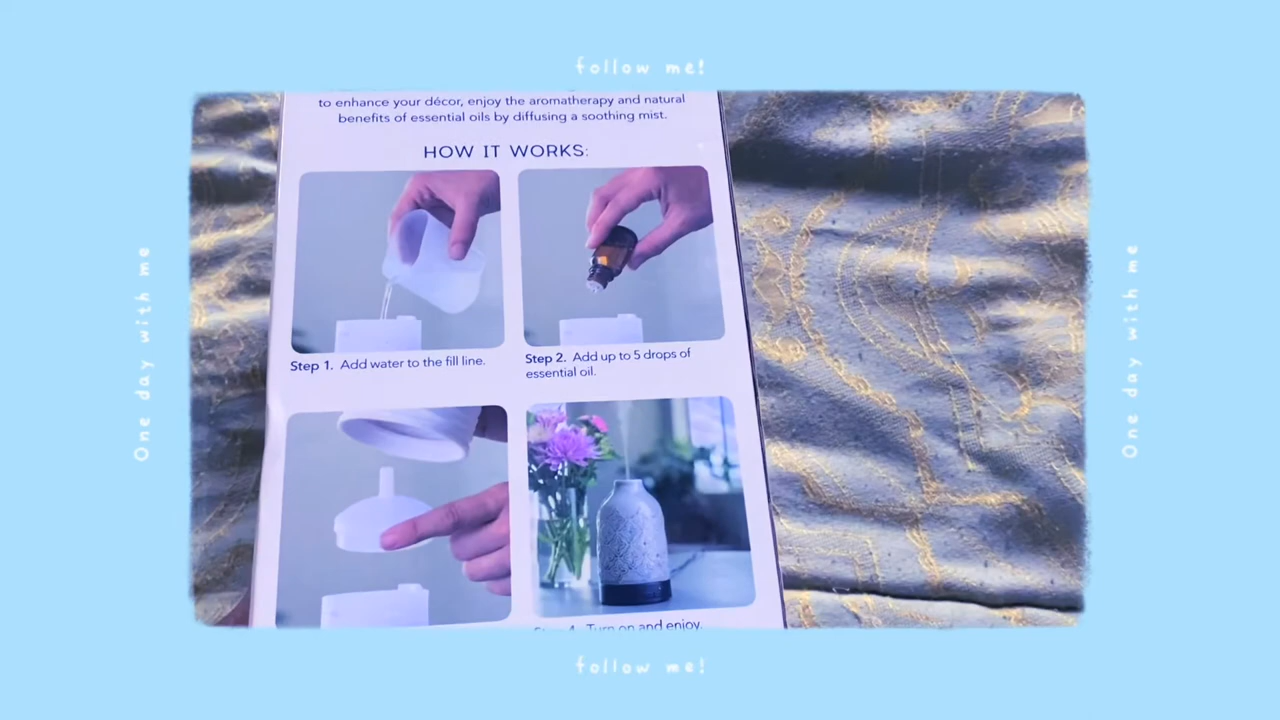 follow me!
One day with me
to enhance your décor, enjoy the aromatherapy and natural
benefits of essential oils by diffusing a soothing mist.
HOW IT WORKS:
Step 1. Add water to the fill line.
Step 2. Add up to 5 drops of
essential oil.
Step 4. Turn on and enjoy.
One day with me
follow me!